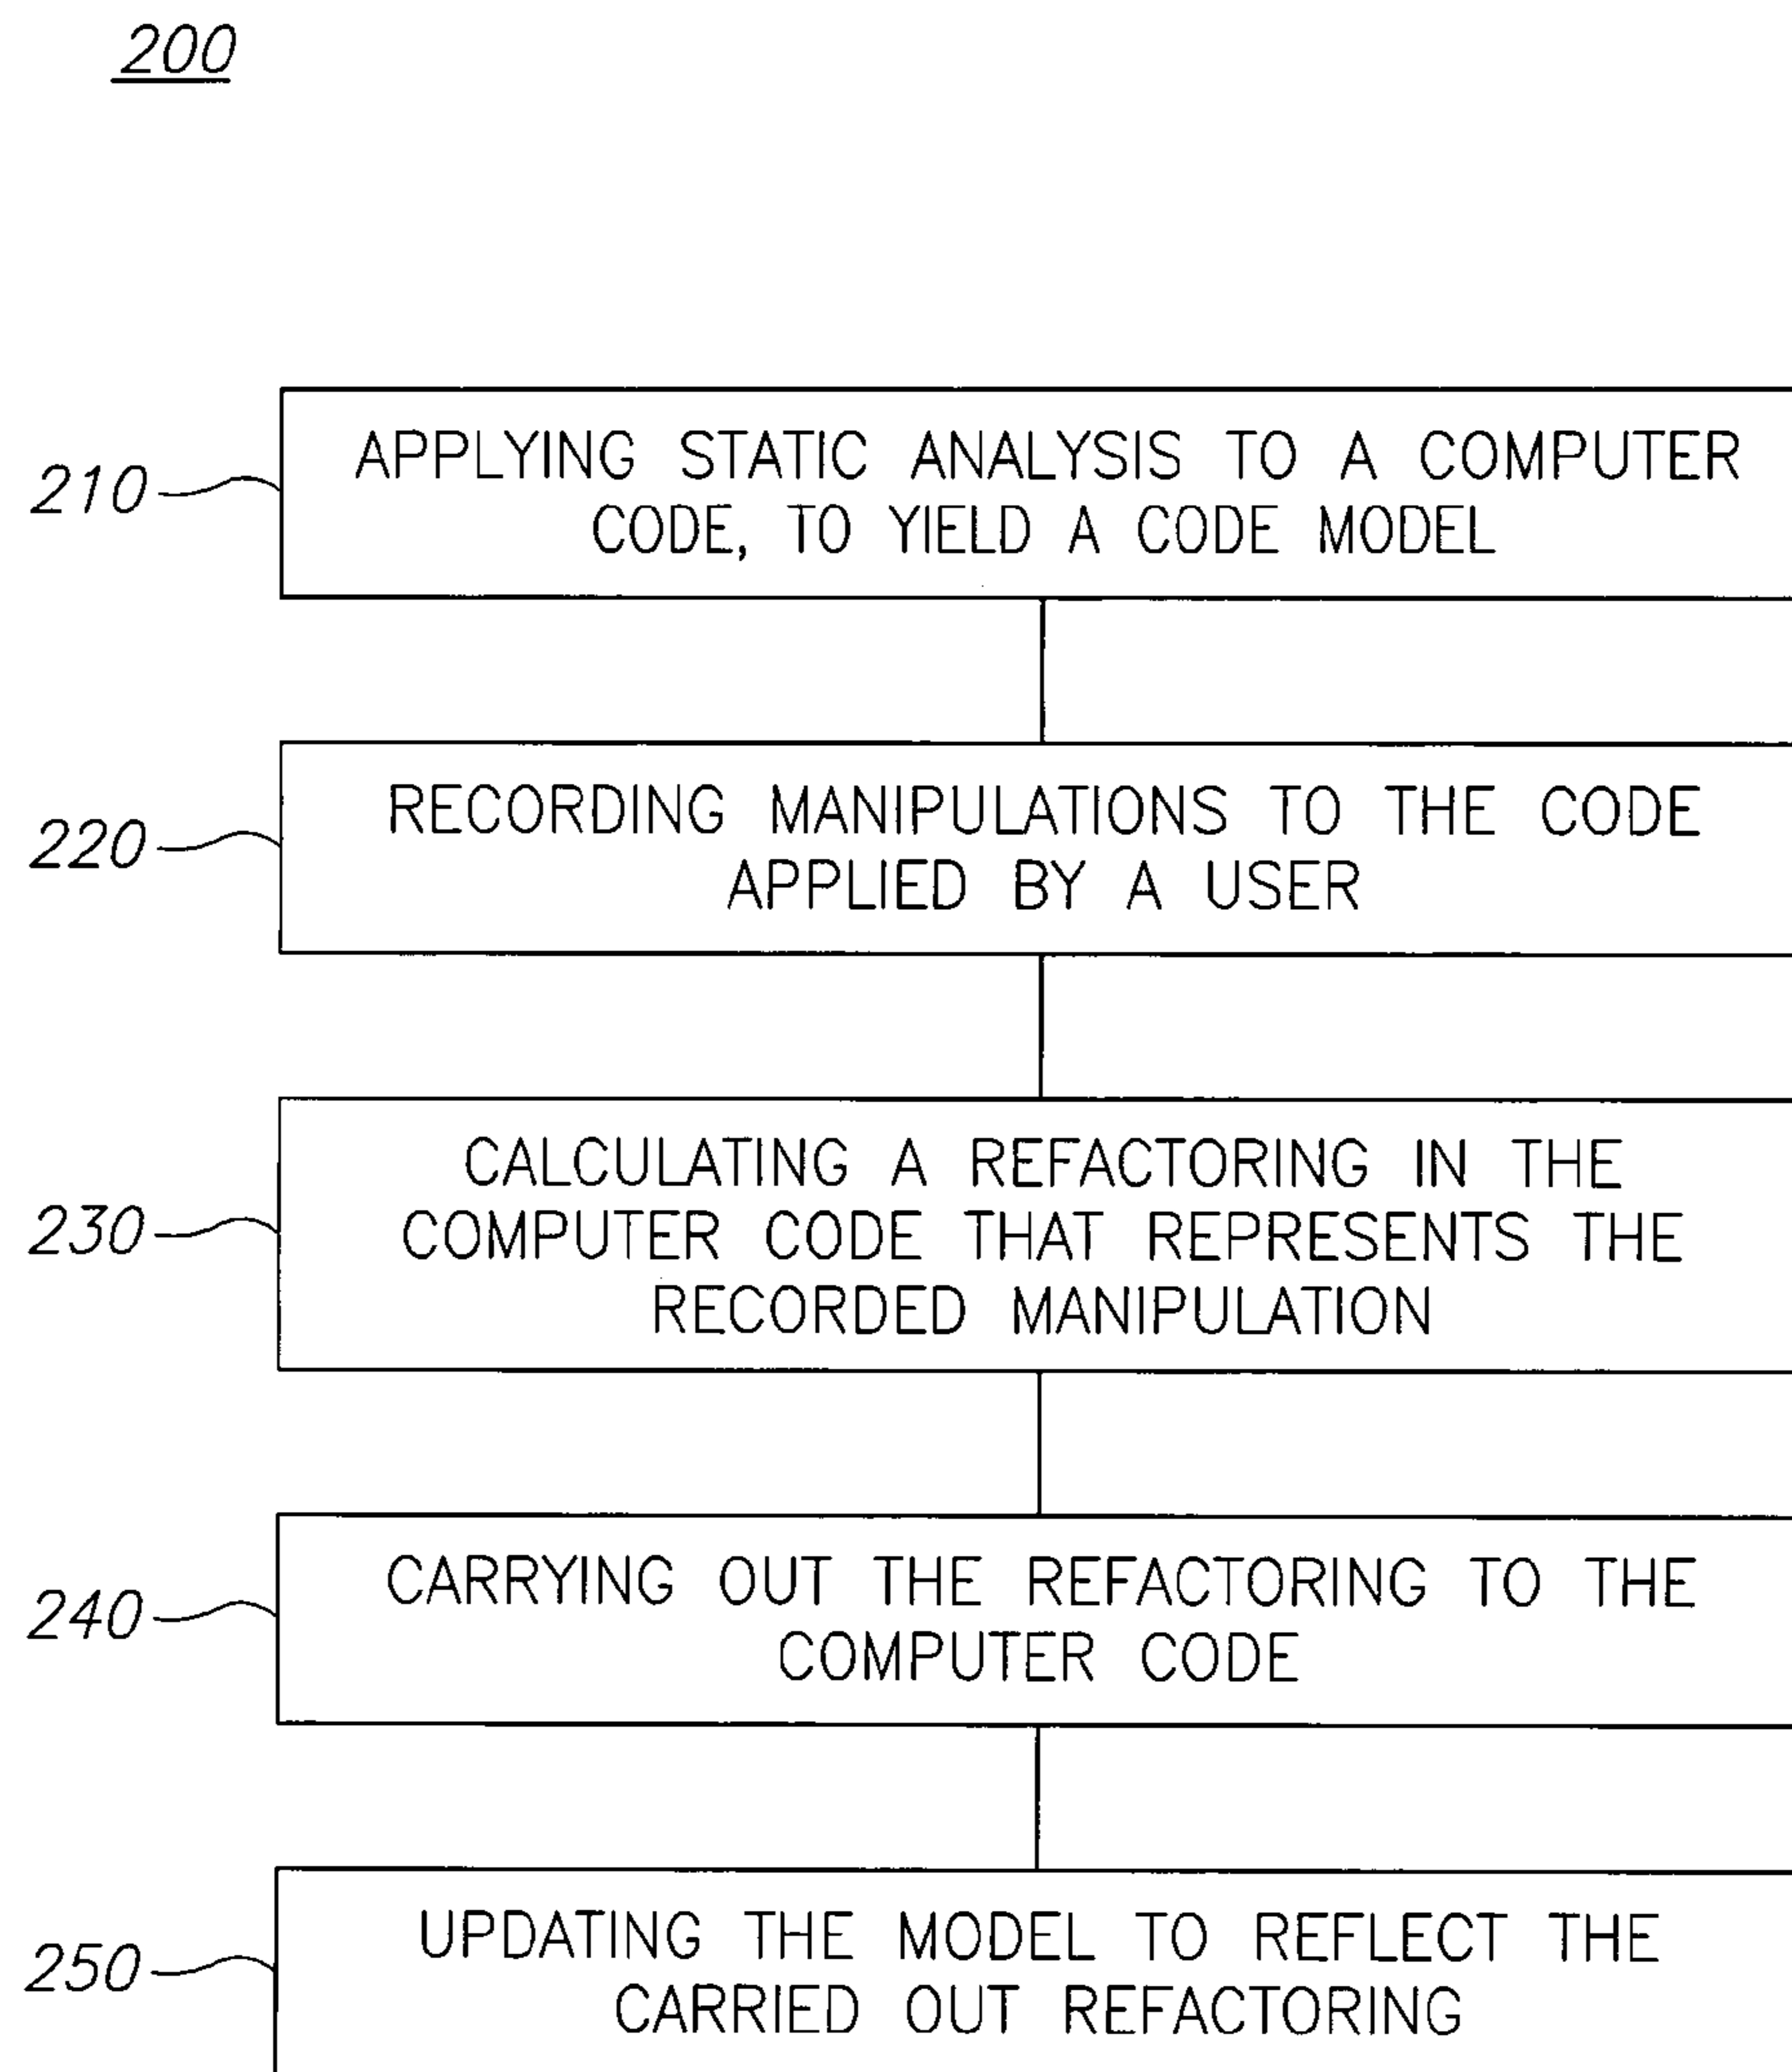 200
210
APPLYING STATIC ANALYSIS TO A COMPUTER
CODE, TO YIELD A CODE MODEL
220
RECORDING MANIPULATIONS TO THE CODE
APPLIED BY A USER
230
CALCULATING A REFACTORING IN THE
COMPUTER CODE THAT REPRESENTS THE
RECORDED MANIPULATION
240
CARRYING OUT THE REFACTORING TO THE
COMPUTER CODE
250
UPDATING THE MODEL TO REFLECT THE
CARRIED OUT REFACTORING